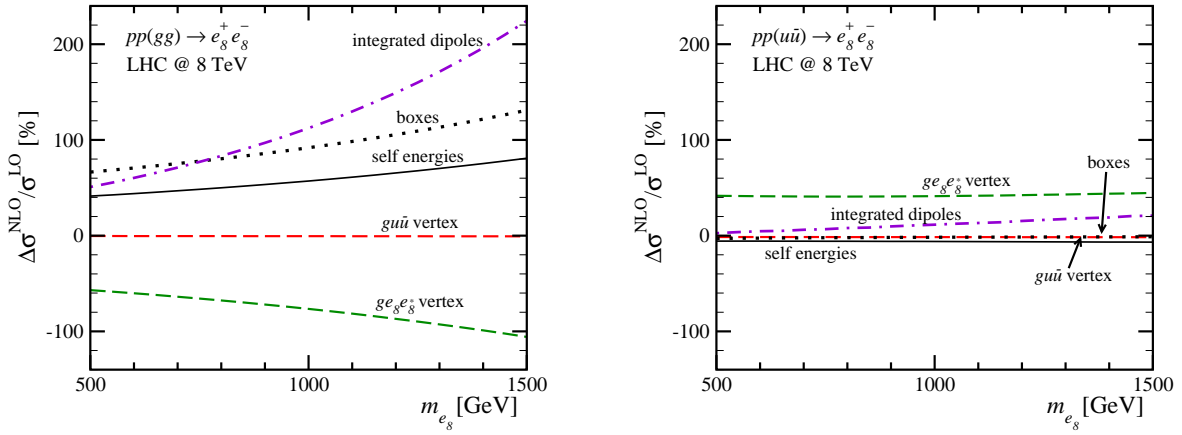 pp(gg) → e₈⁺ e₈⁻
LHC @ 8 TeV
integrated dipoles
boxes
self energies
guū vertex
ge₈e₈* vertex
Δσ^NLO/σ^LO [%]
200
100
0
-100
500
1000
1500
m_e₈ [GeV]
pp(uū) → e₈⁺ e₈⁻
LHC @ 8 TeV
boxes
ge₈e₈* vertex
integrated dipoles
self energies
guū vertex
Δσ^NLO/σ^LO [%]
200
100
0
-100
500
1000
1500
m_e₈ [GeV]